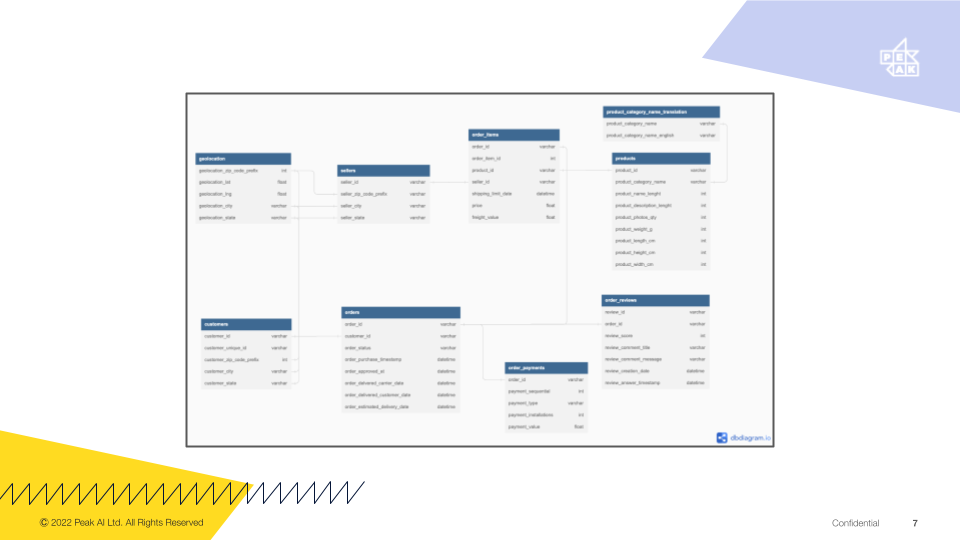 PE
AK
product_category_name_translation
product_category_name varchar
product_category_name_english varchar
order_items
order_id varchar
order_item_id int
product_id varchar
seller_id varchar
shipping_limit_date datetime
price float
freight_value float
geolocation
geolocation_zip_code_prefix int
geolocation_lat float
geolocation_lng float
geolocation_city varchar
geolocation_state varchar
sellers
seller_id varchar
seller_zip_code_prefix varchar
seller_city varchar
seller_state varchar
products
product_id varchar
product_category_name varchar
product_name_lenght int
product_description_lenght int
product_photos_qty int
product_weight_g int
product_length_cm int
product_height_cm int
product_width_cm int
customers
customer_id varchar
customer_unique_id varchar
customer_zip_code_prefix int
customer_city varchar
customer_state varchar
orders
order_id varchar
customer_id varchar
order_status varchar
order_purchase_timestamp datetime
order_approved_at datetime
order_delivered_carrier_date datetime
order_delivered_customer_date datetime
order_estimated_delivery_date datetime
order_reviews
review_id varchar
order_id varchar
review_score int
review_comment_title varchar
review_comment_message varchar
review_creation_date datetime
review_answer_timestamp datetime
order_payments
order_id varchar
payment_sequential int
payment_type varchar
payment_installments int
payment_value float
dbdiagram.io
© 2022 Peak AI Ltd. All Rights Reserved
Confidential 7